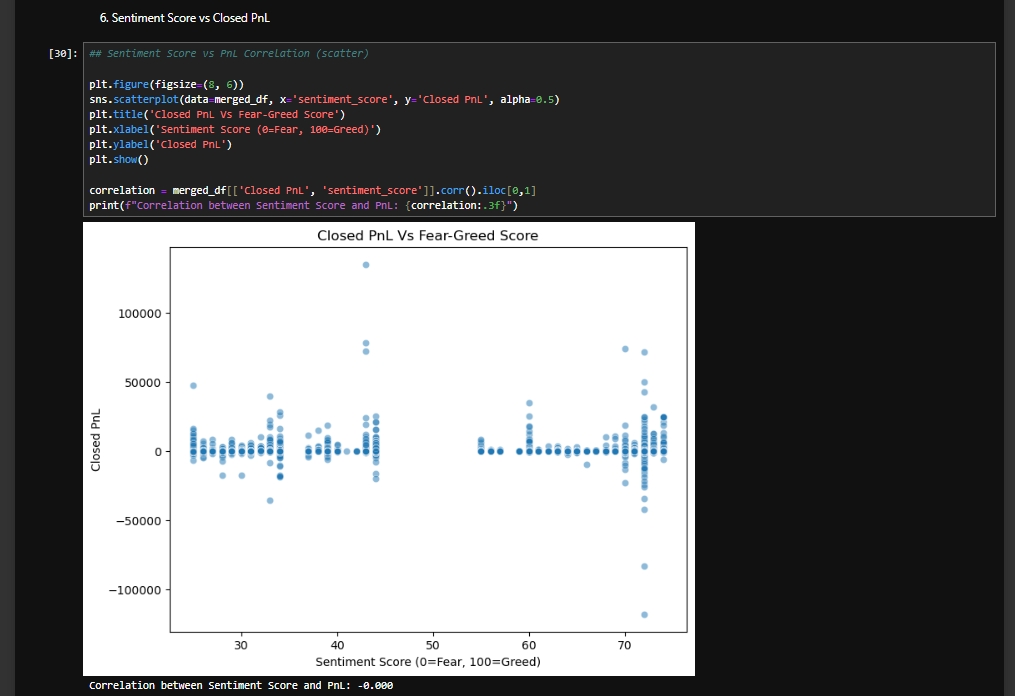 6. Sentiment Score vs Closed PnL
[30]: ## Sentiment Score vs PnL Correlation (scatter)
plt.figure(figsize=(8, 6))
sns.scatterplot(data=merged_df, x='sentiment_score', y='Closed PnL', alpha=0.5)
plt.title('Closed PnL Vs Fear-Greed Score')
plt.xlabel('Sentiment Score (0=Fear, 100=Greed)')
plt.ylabel('Closed PnL')
plt.show()
correlation = merged_df[['Closed PnL', 'sentiment_score']].corr().iloc[0,1]
print(f"Correlation between Sentiment Score and PnL: {correlation:.3f}")
Closed PnL Vs Fear-Greed Score
Closed PnL
100000
50000
0
−50000
−100000
30 40 50 60 70
Sentiment Score (0=Fear, 100=Greed)
Correlation between Sentiment Score and PnL: -0.000